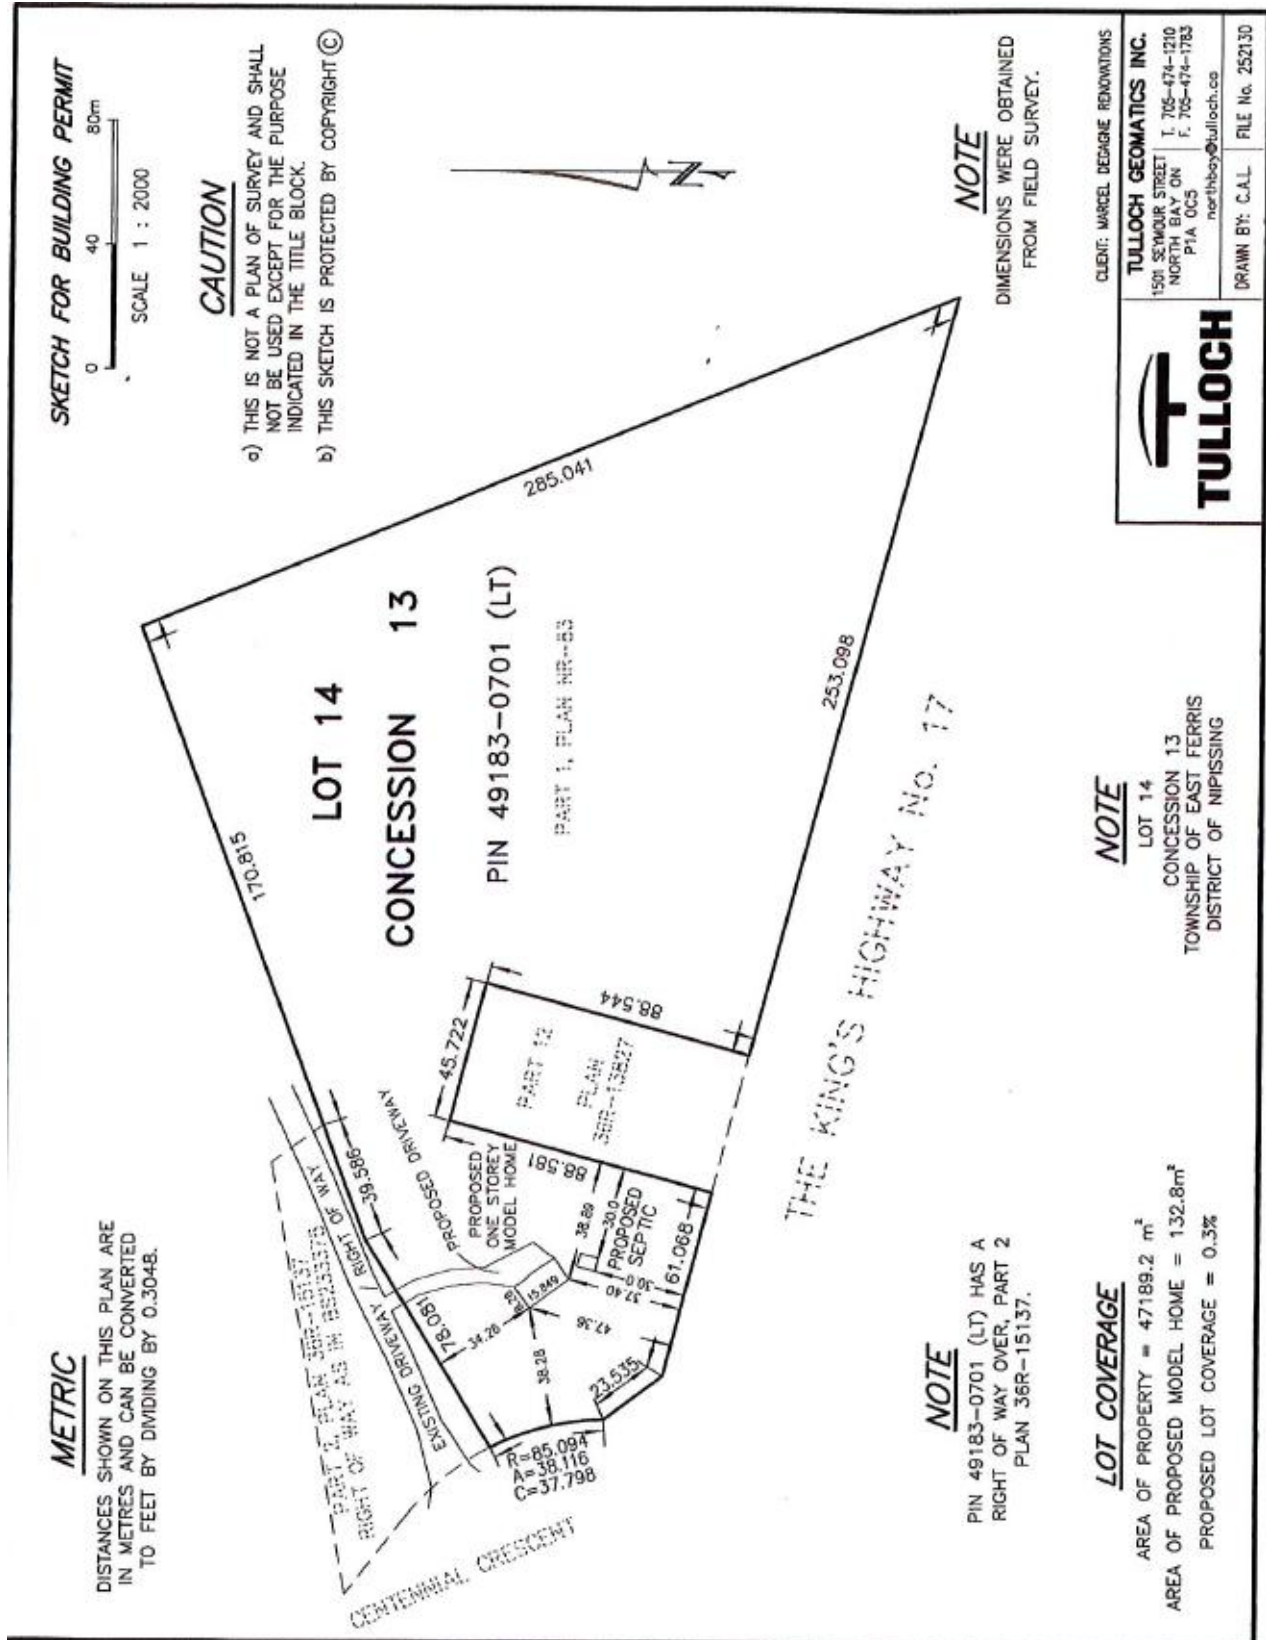 METRIC
DISTANCES SHOWN ON THIS PLAN ARE
IN METRES AND CAN BE CONVERTED
TO FEET BY DIVIDING BY 0.3048.
SKETCH FOR BUILDING PERMIT
0 40 80m
SCALE 1 : 2000
CAUTION
a) THIS IS NOT A PLAN OF SURVEY AND SHALL
NOT BE USED EXCEPT FOR THE PURPOSE
INDICATED IN THE TITLE BLOCK.
b) THIS SKETCH IS PROTECTED BY COPYRIGHT ©
N
PART 2, PLAN 36R-15137
RIGHT OF WAY AS IN
EXISTING DRIVEWAY / RIGHT OF WAY
CENTENNIAL CRESCENT
170.815
39.586
78.081
PROPOSED DRIVEWAY
LOT 14
CONCESSION 13
PIN 49183-0701 (LT)
PART 1, PLAN NR-83
285.041
45.722
PART 12
PLAN
36R-13827
88.544
88.581
PROPOSED
ONE STOREY
MODEL HOME
34.28
38.28
15.849
38.89
30.0
PROPOSED
SEPTIC
30.0
37.40
47.36
61.068
23.535
R=85.094
A=38.116
C=37.798
253.098
THE KING'S HIGHWAY No. 17
NOTE
DIMENSIONS WERE OBTAINED
FROM FIELD SURVEY.
NOTE
PIN 49183-0701 (LT) HAS A
RIGHT OF WAY OVER, PART 2
PLAN 36R-15137.
LOT COVERAGE
AREA OF PROPERTY = 47189.2 m²
AREA OF PROPOSED MODEL HOME = 132.8m²
PROPOSED LOT COVERAGE = 0.3%
NOTE
LOT 14
CONCESSION 13
TOWNSHIP OF EAST FERRIS
DISTRICT OF NIPISSING
CLIENT: MARCEL DEGAGNE RENOVATIONS
TULLOCH
TULLOCH GEOMATICS INC.
1501 SEYMOUR STREET
NORTH BAY ON
P1A 0C5
T. 705-474-1210
F. 705-474-1783
northbay@tulloch.ca
DRAWN BY: C.A.L.
FILE No. 252130